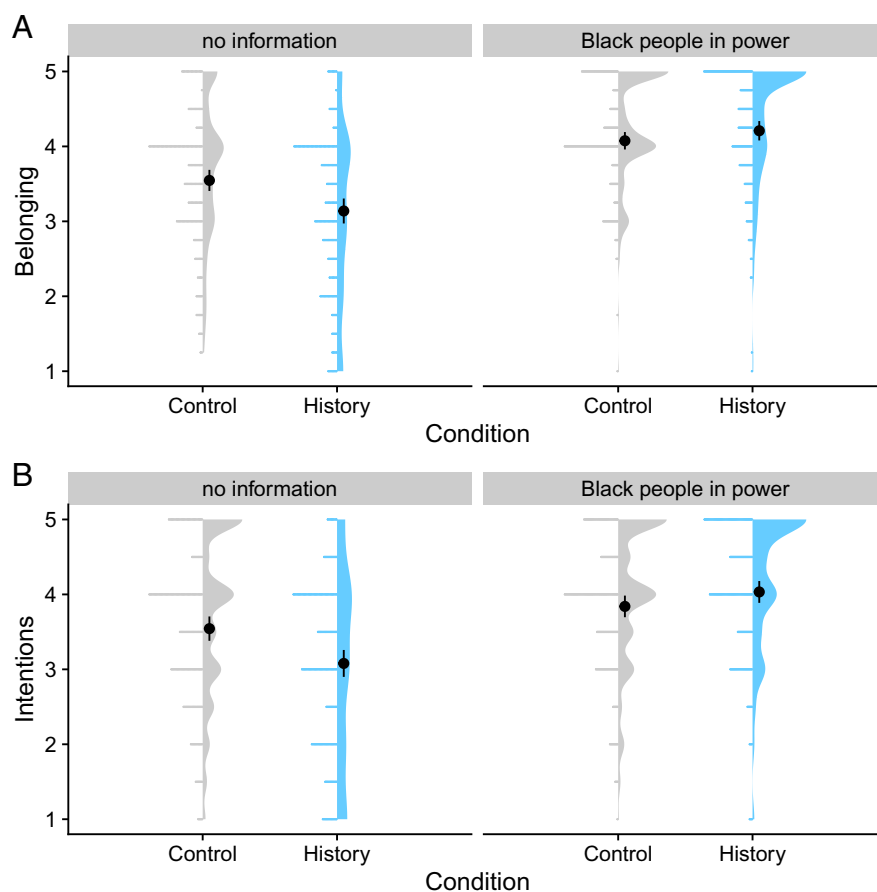 A
no information
Black people in power
Belonging
5
4
3
2
1
Control
History
Control
History
Condition
B
no information
Black people in power
Intentions
5
4
3
2
1
Control
History
Control
History
Condition